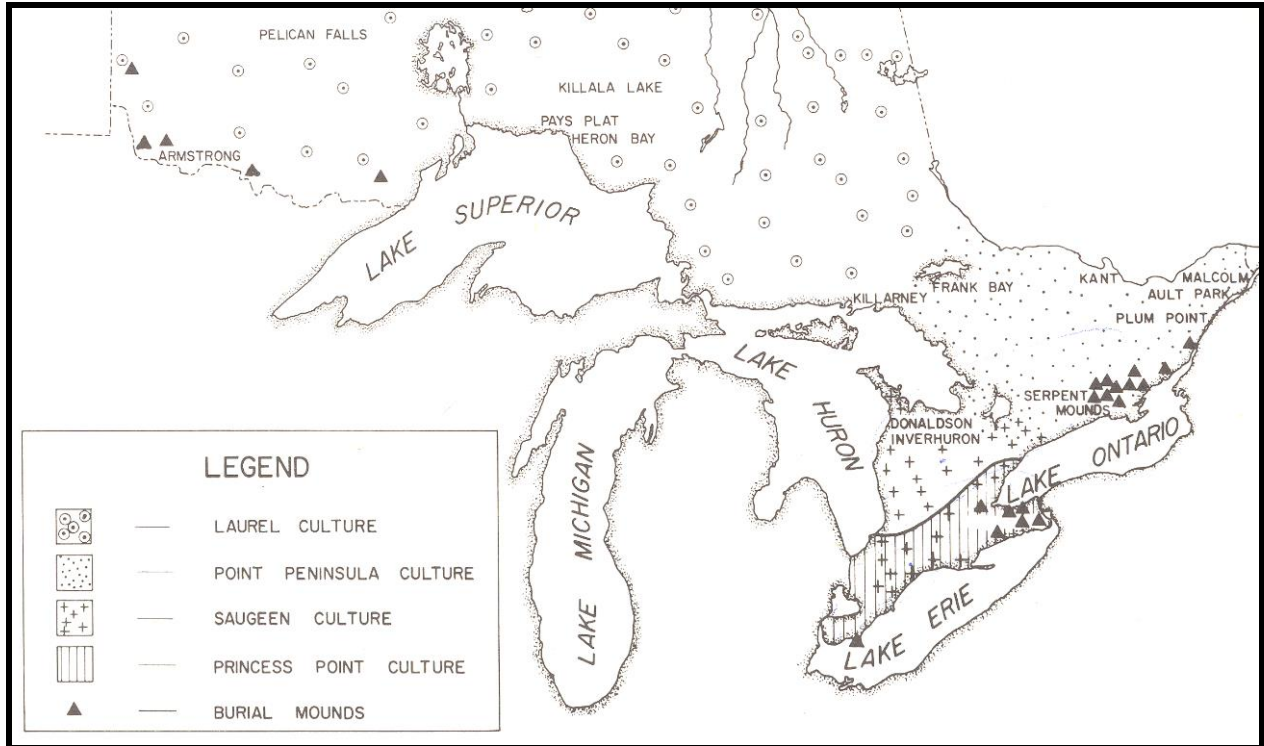 PELICAN FALLS
KILLALA LAKE
PAYS PLAT
HERON BAY
ARMSTRONG
LAKE SUPERIOR
KILLARNEY
FRANK BAY
KANT
MALCOLM
AULT PARK
PLUM POINT
LAKE HURON
SERPENT
MOUNDS
DONALDSON
INVERHURON
LAKE ONTARIO
LAKE MICHIGAN
LAKE ERIE
LEGEND
LAUREL CULTURE
POINT PENINSULA CULTURE
SAUGEEN CULTURE
PRINCESS POINT CULTURE
BURIAL MOUNDS